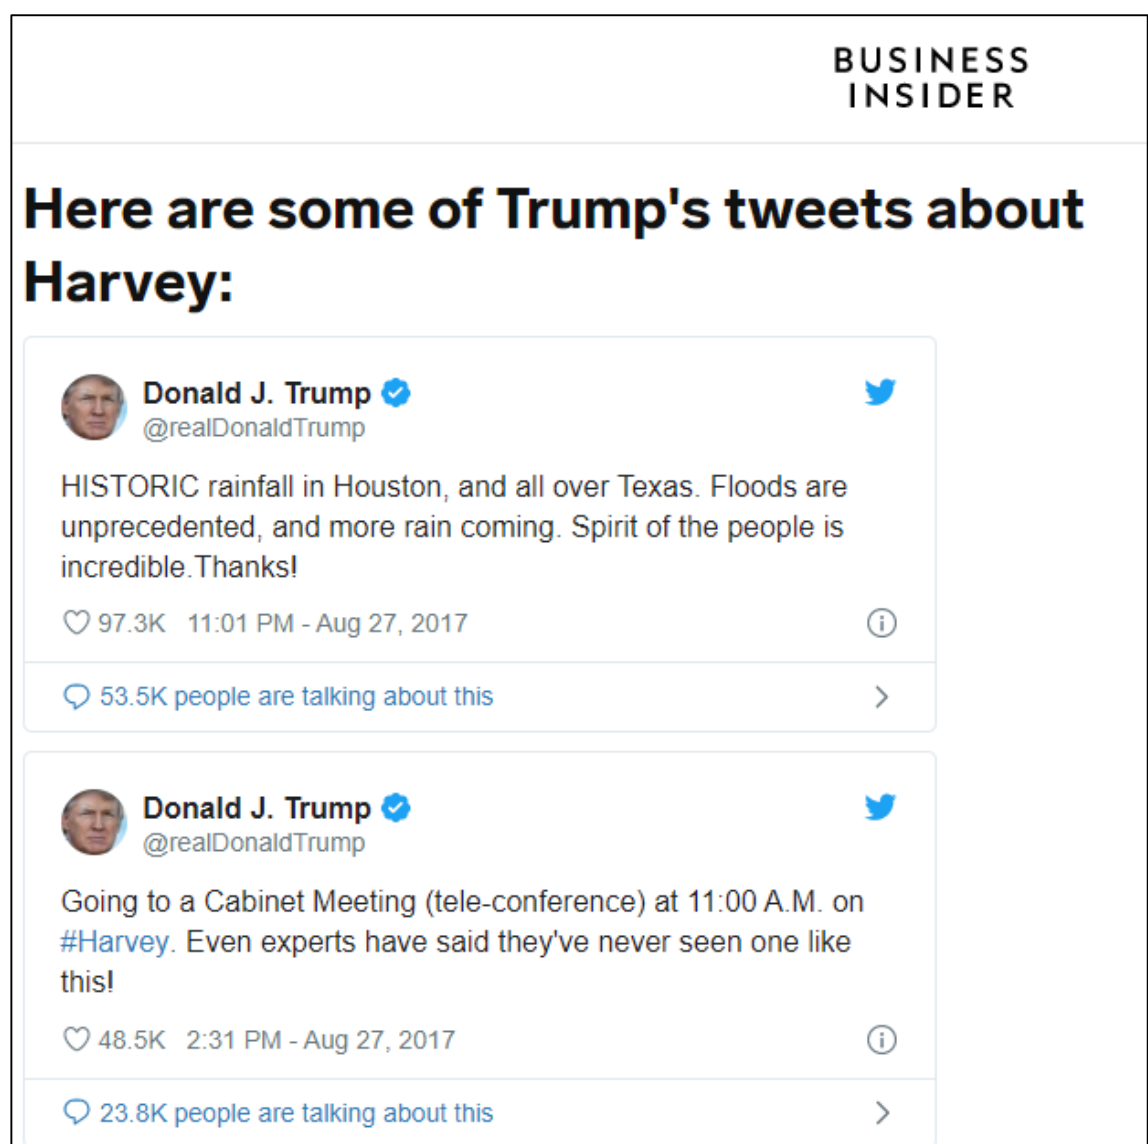 BUSINESS
INSIDER
Here are some of Trump's tweets about
Harvey:
Donald J. Trump
@realDonaldTrump
HISTORIC rainfall in Houston, and all over Texas. Floods are
unprecedented, and more rain coming. Spirit of the people is
incredible.Thanks!
97.3K 11:01 PM - Aug 27, 2017
53.5K people are talking about this
Donald J. Trump
@realDonaldTrump
Going to a Cabinet Meeting (tele-conference) at 11:00 A.M. on
#Harvey. Even experts have said they've never seen one like
this!
48.5K 2:31 PM - Aug 27, 2017
23.8K people are talking about this